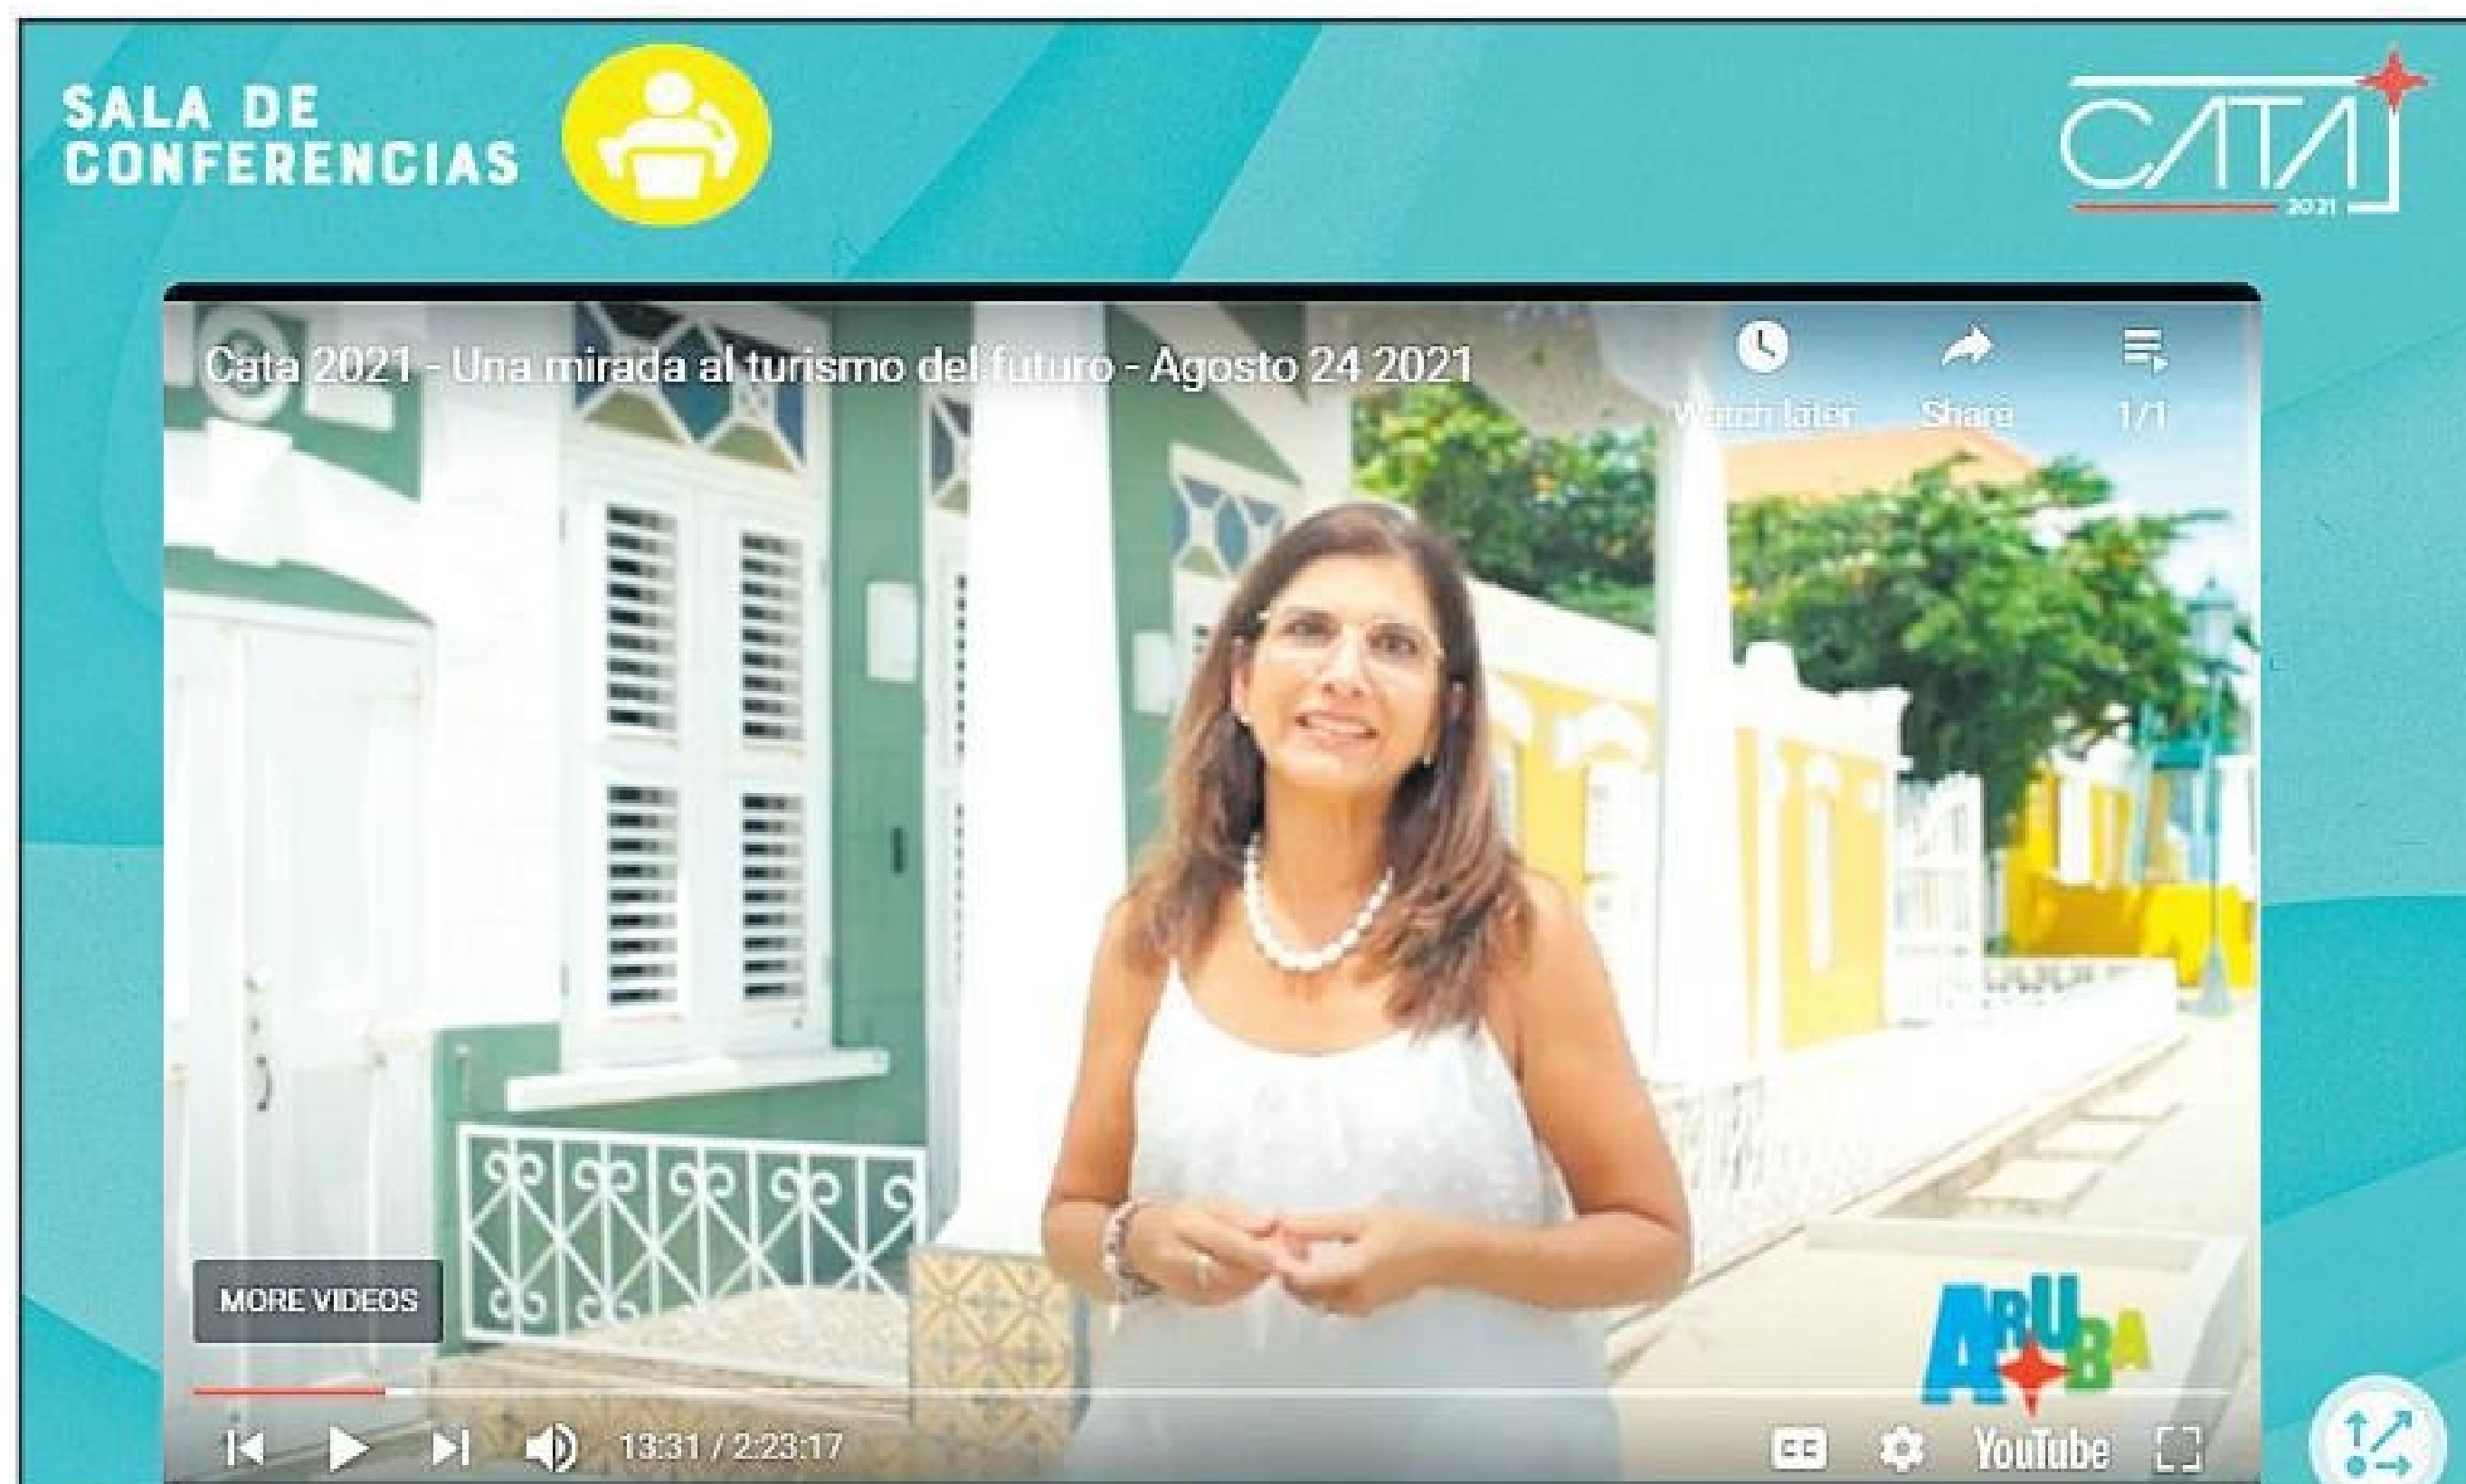 SALA DE
CONFERENCIAS
CATA
2021
Cata 2021 - Una mirada al turismo del futuro - Agosto 24 2021
Watch later
Share
1/1
MORE VIDEOS
ARUBA
13:31 / 2:23:17
CC
YouTube